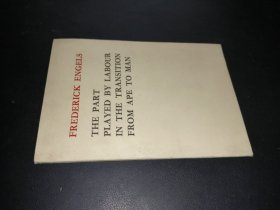 FREDERICK ENGELS
THE PART
PLAYED BY LABOUR
IN THE TRANSITION
FROM APE TO MAN